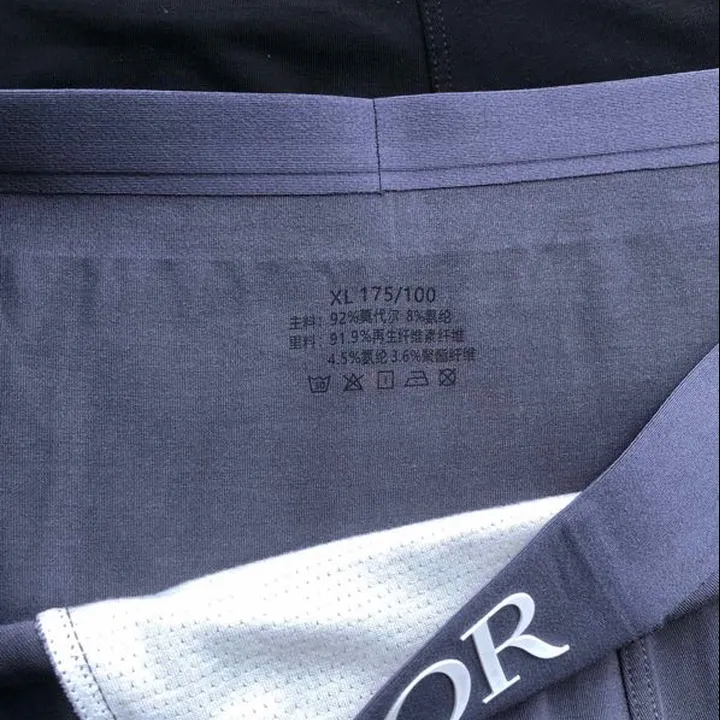 XL 175/100
主料：92%莫代尔 8%氨纶
里料：91.9%再生纤维素纤维
4.5%氨纶 3.6%聚酯纤维
OR